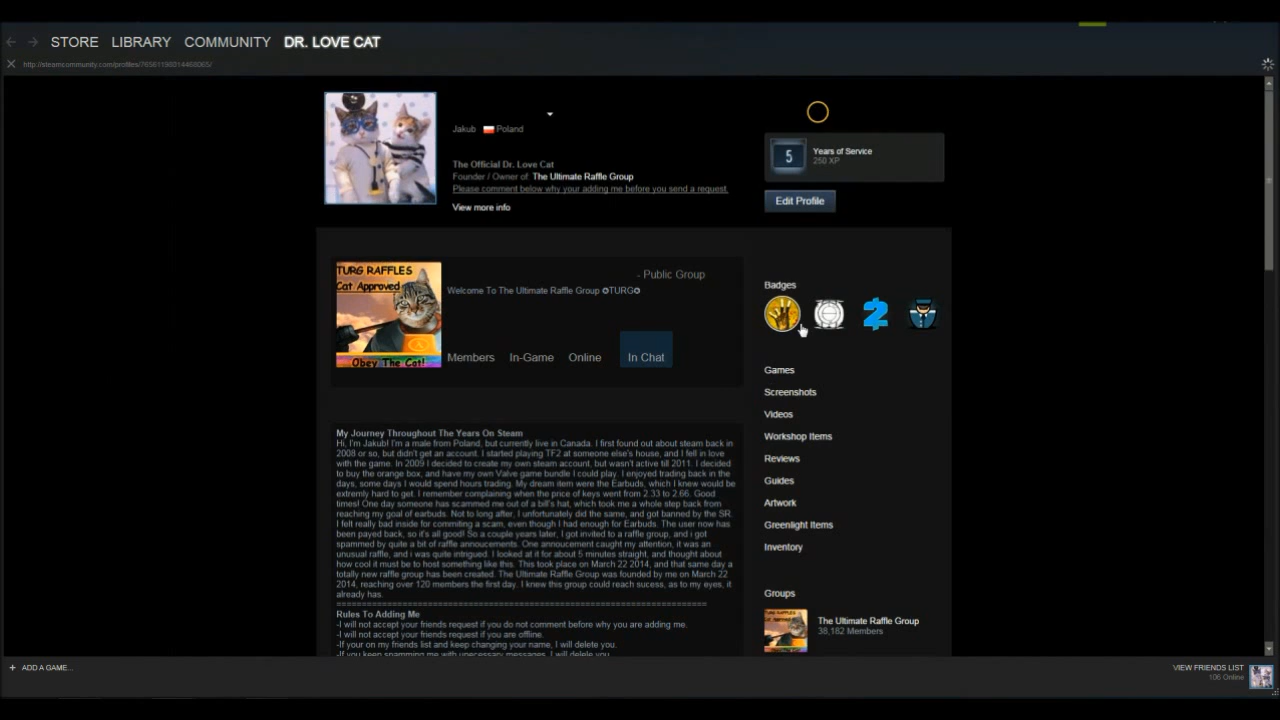 STORE LIBRARY COMMUNITY DR. LOVE CAT
Jakub Poland
The Official Dr. Love Cat
Founder / Owner of: The Ultimate Raffle Group
Please comment below why your adding me before you send a request.
View more info
5
Years of Service
250 XP
Edit Profile
TURG RAFFLES
Cat Approved
Obey The Cat!
- Public Group
Welcome To The Ultimate Raffle Group ✪TURG✪
Members In-Game Online In Chat
My Journey Throughout The Years On Steam
Hi, I'm Jakub! I'm a male from Poland, but currently live in Canada. I first found out about steam back in
2008 or so, but didn't get an account. I started playing TF2 at someone else's house, and I fell in love
with the game. In 2009 I decided to create my own steam account, but wasn't active till 2011. I decided
to buy the orange box, and have my own Valve game bundle I could play. I enjoyed trading back in the
days, some days I would spend hours trading. My dream item were the Earbuds, which I knew would be
extremly hard to get. I remember complaining when the price of keys went from 2.33 to 2.66. Good
times! One day someone has scammed me out of a bill's hat, which took me a whole step back from
reaching my goal of earbuds. Not to long after, I unfortunately did the same, and got banned by the SR.
I felt really bad inside for commiting a scam, even though I had enough for Earbuds. The user now has
been payed back, so it's all good! So a couple years later, I got invited to a raffle group, and i got
spammed by quite a bit of raffle annoucements. One annoucement caught my attention, it was an
unusual raffle, and i was quite intrigued. I looked at it for about 5 minutes straight, and thought about
how cool it must be to host something like this. This took place on March 22 2014, and that same day a
totally new raffle group has been created. The Ultimate Raffle Group was founded by me on March 22
2014, reaching over 120 members the first day. I knew this group could reach sucess, as to my eyes, it
already has.
==========================================================================
Rules To Adding Me
-I will not accept your friends request if you do not comment before why you are adding me.
-I will not accept your friends request if you are offline.
-If your on my friends list and keep changing your name, I will delete you.
-If you keep spamming me with unecessary messages, I will delete you.
Badges
Games
Screenshots
Videos
Workshop Items
Reviews
Guides
Artwork
Greenlight Items
Inventory
Groups
The Ultimate Raffle Group
38,182 Members
+ ADD A GAME...
VIEW FRIENDS LIST
106 Online